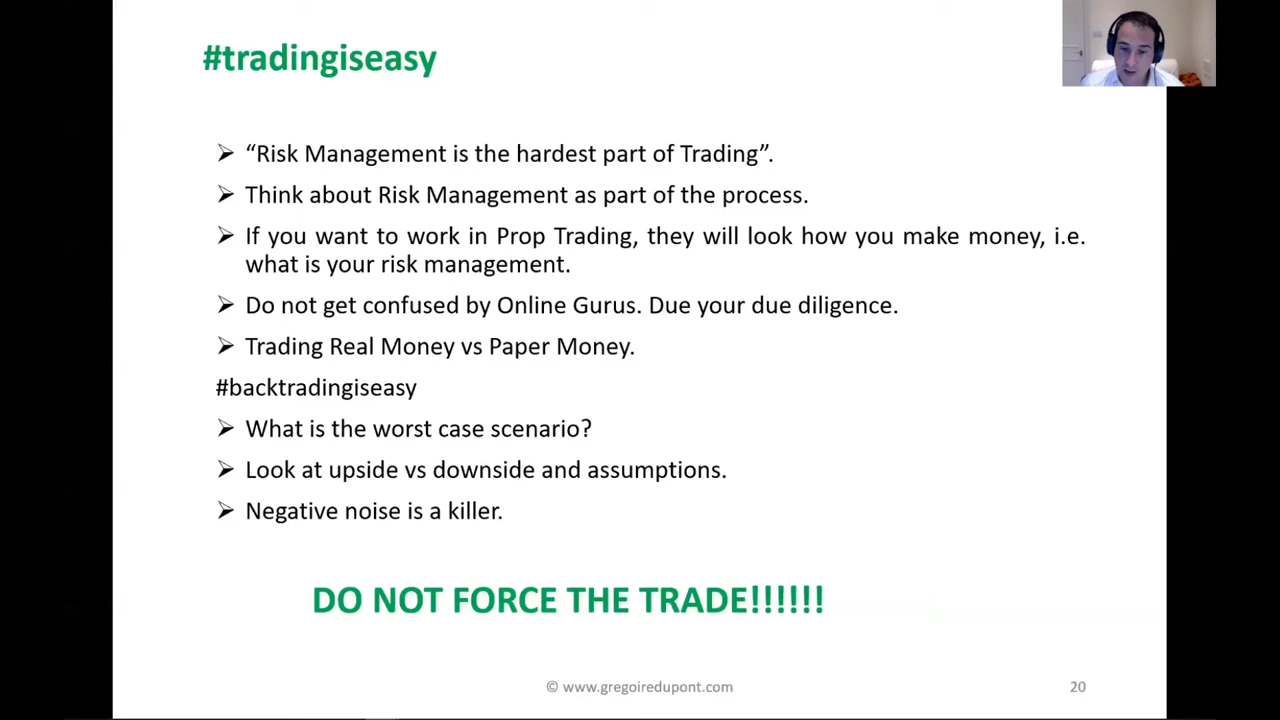 #tradingiseasy
“Risk Management is the hardest part of Trading”.
Think about Risk Management as part of the process.
If you want to work in Prop Trading, they will look how you make money, i.e.
what is your risk management.
Do not get confused by Online Gurus. Due your due diligence.
Trading Real Money vs Paper Money.
#backtradingiseasy
What is the worst case scenario?
Look at upside vs downside and assumptions.
Negative noise is a killer.
DO NOT FORCE THE TRADE!!!!!!
© www.gregoiredupont.com
20